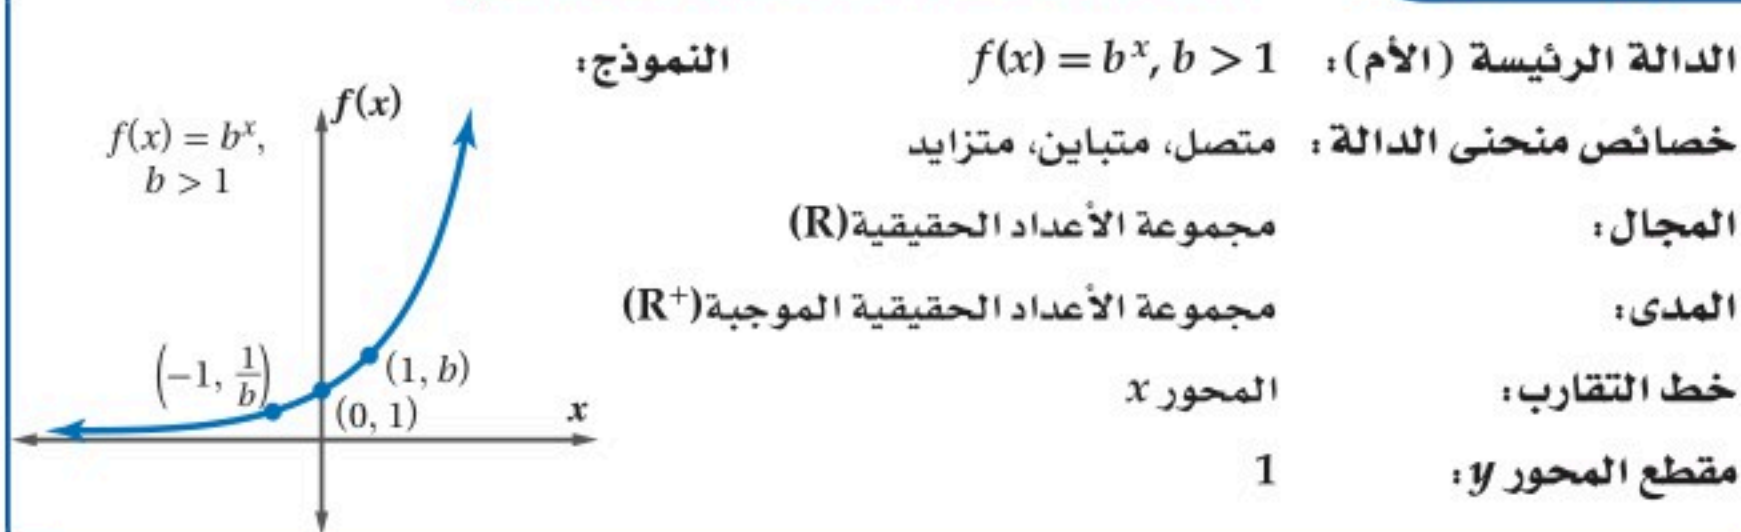 الدالة الرئيسة (الأم): f(x) = b^x, b > 1 النموذج:
خصائص منحنى الدالة: متصل، متباين، متزايد
المجال: مجموعة الأعداد الحقيقية (R)
المدى: مجموعة الأعداد الحقيقية الموجبة (R⁺)
خط التقارب: المحور x
مقطع المحور y: 1
f(x)
f(x) = b^x,
b > 1
(−1, 1/b)
(1, b)
(0, 1)
x